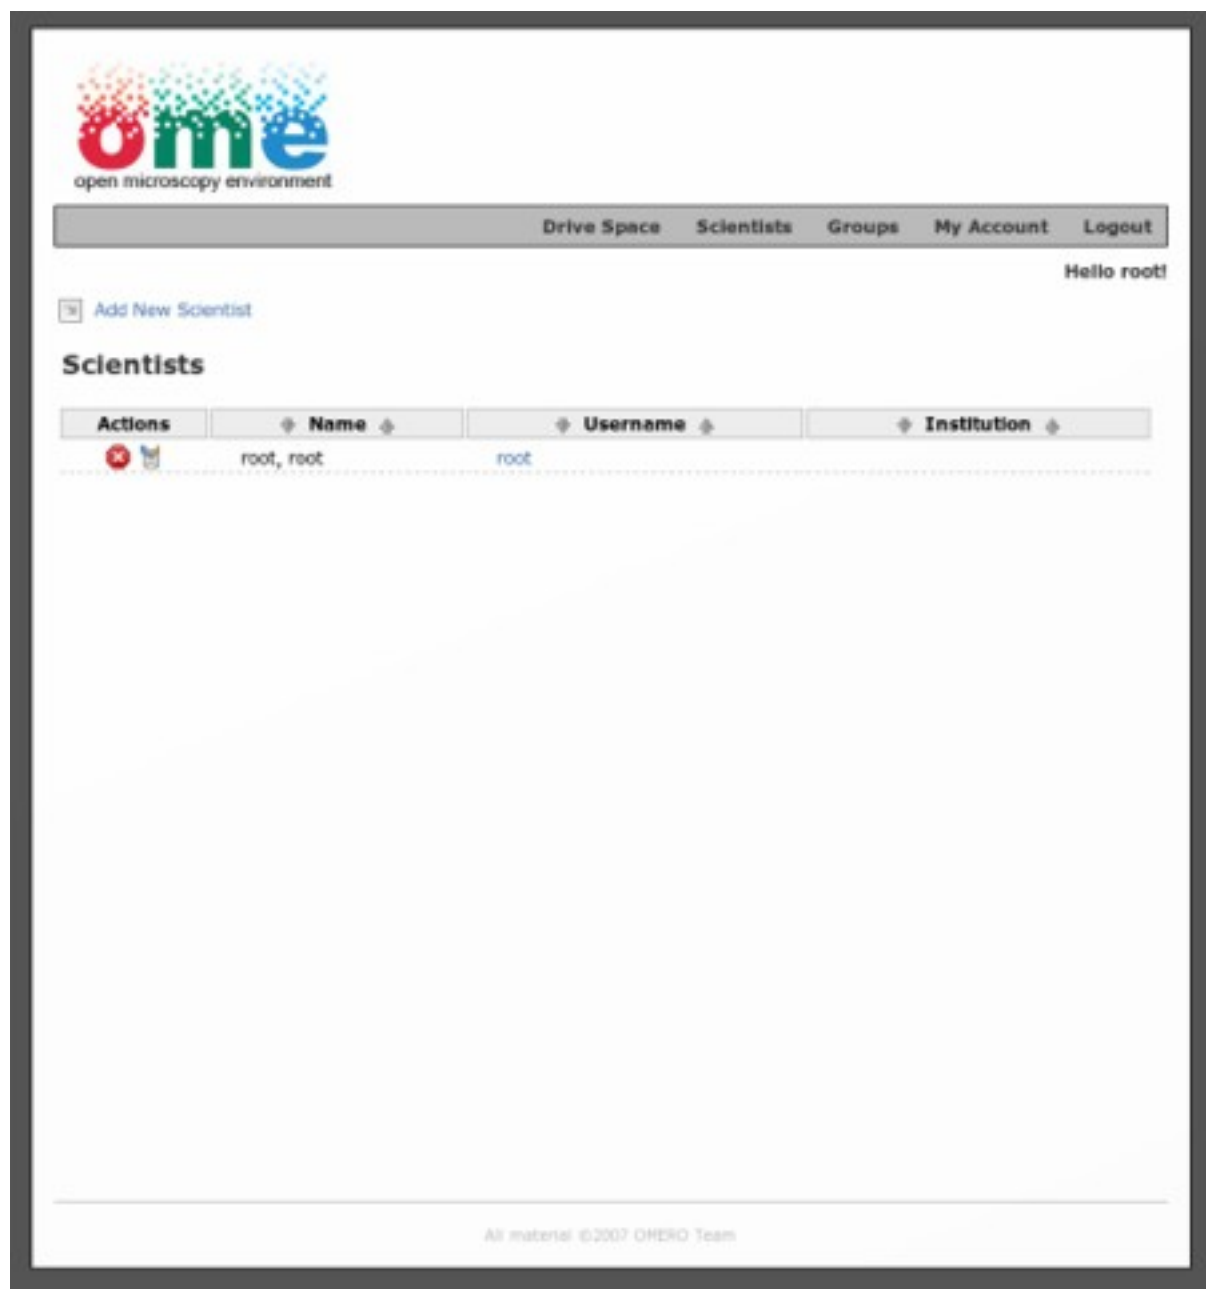 ome
open microscopy environment
Drive Space Scientists Groups My Account Logout
Hello root!
Add New Scientist
Scientists
Actions Name Username Institution
root, root root
All material ©2007 OMERO Team